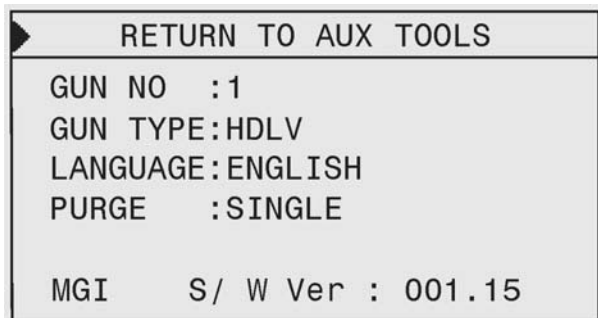 RETURN TO AUX TOOLS
GUN NO :1
GUN TYPE:HDLV
LANGUAGE:ENGLISH
PURGE :SINGLE
MGI S/ W Ver : 001.15